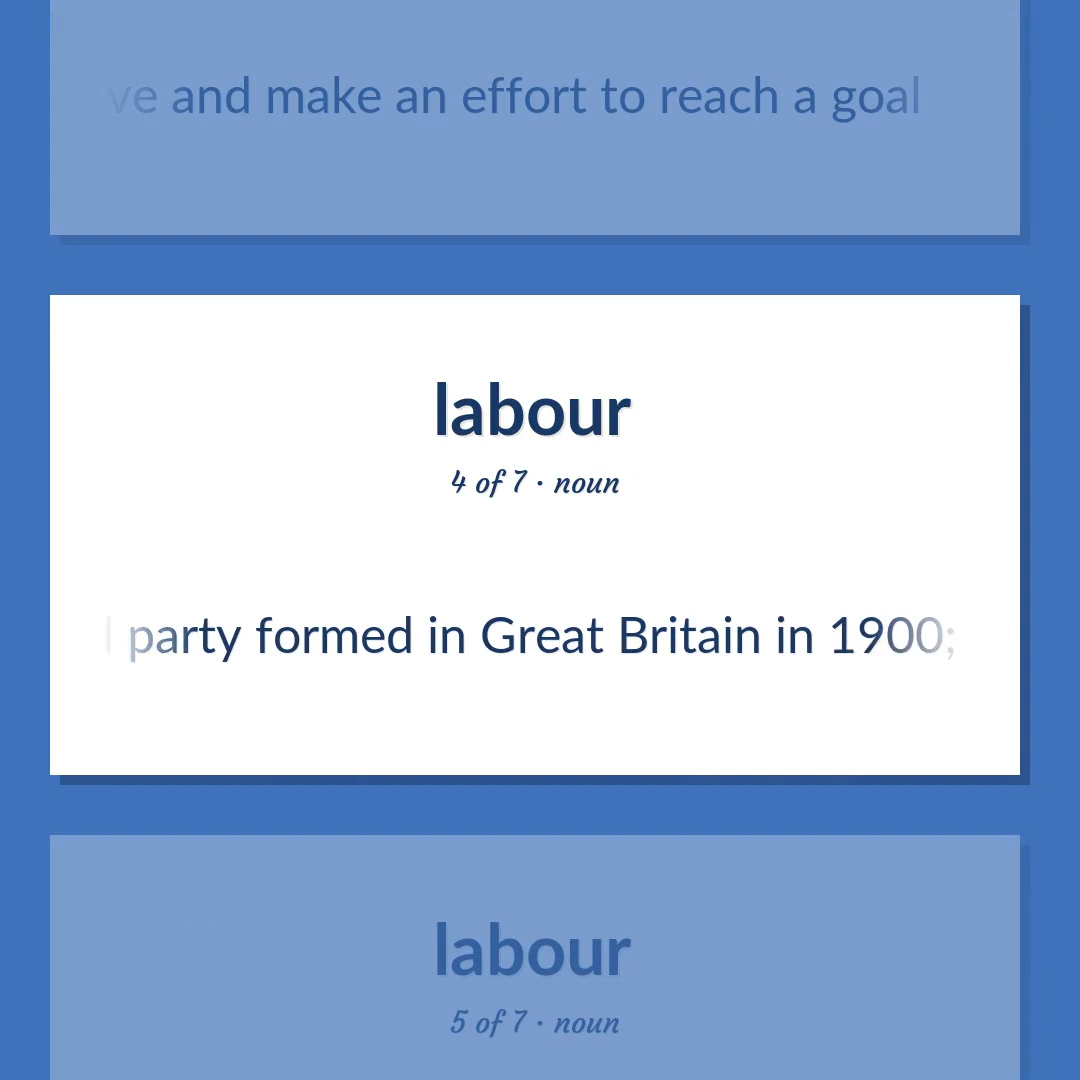 ve and make an effort to reach a goal
labour
4 of 7 · noun
party formed in Great Britain in 1900;
labour
5 of 7 · noun